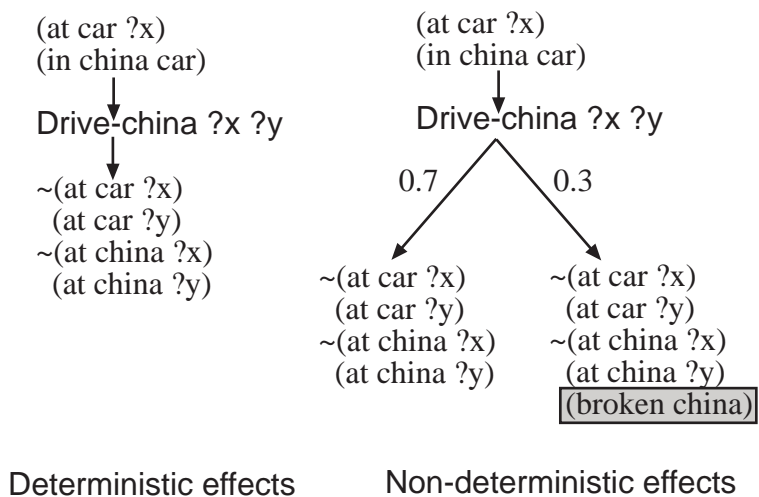 (at car ?x)
(in china car)
Drive-china ?x ?y
~(at car ?x)
(at car ?y)
~(at china ?x)
(at china ?y)
Deterministic effects
(at car ?x)
(in china car)
Drive-china ?x ?y
0.7
0.3
~(at car ?x)
(at car ?y)
~(at china ?x)
(at china ?y)
~(at car ?x)
(at car ?y)
~(at china ?x)
(at china ?y)
(broken china)
Non-deterministic effects